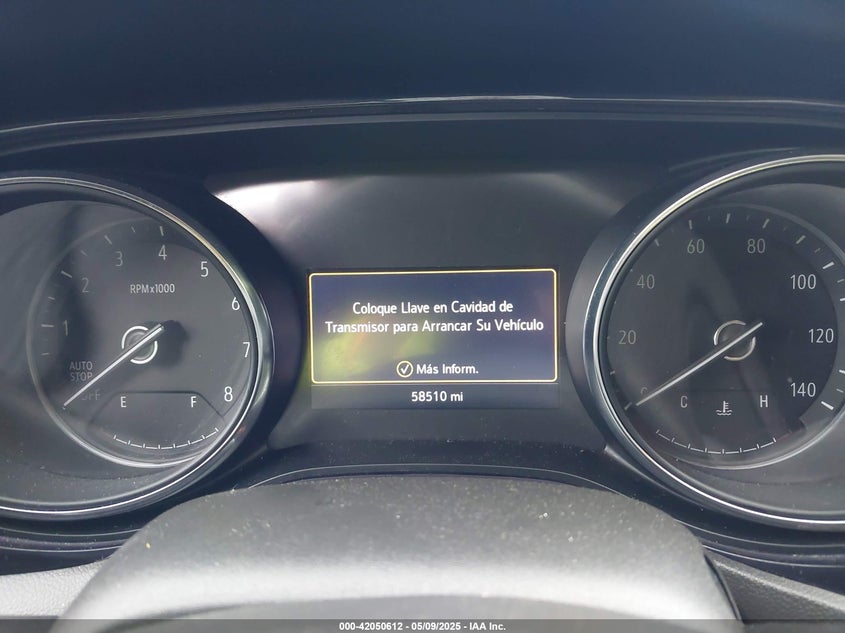 Coloque Llave en Cavidad de
Transmisor para Arrancar Su Vehículo
Más Inform.
58510 mi
1
2
3
4
5
6
7
8
RPMx1000
AUTO
STOP
OFF
E F
20
40
60
80
100
120
140
C H
000-42050612 - 05/09/2025 - IAA Inc.